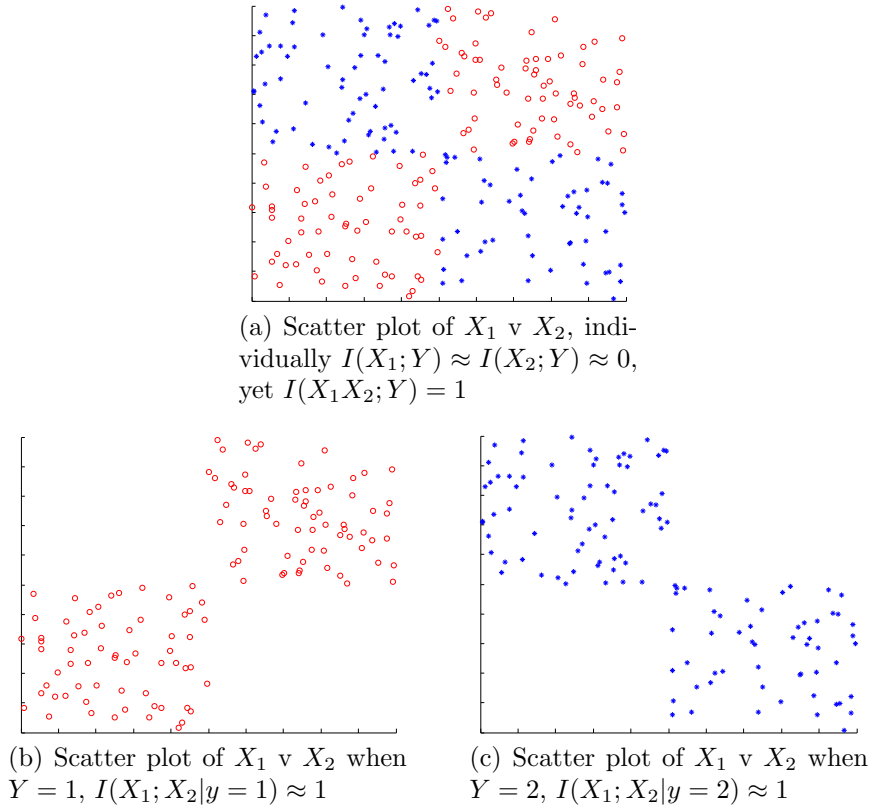 (a) Scatter plot of X₁ v X₂, indi-
vidually I(X₁; Y) ≈ I(X₂; Y) ≈ 0,
yet I(X₁X₂; Y) = 1
(b) Scatter plot of X₁ v X₂ when
Y = 1, I(X₁; X₂|y = 1) ≈ 1
(c) Scatter plot of X₁ v X₂ when
Y = 2, I(X₁; X₂|y = 2) ≈ 1